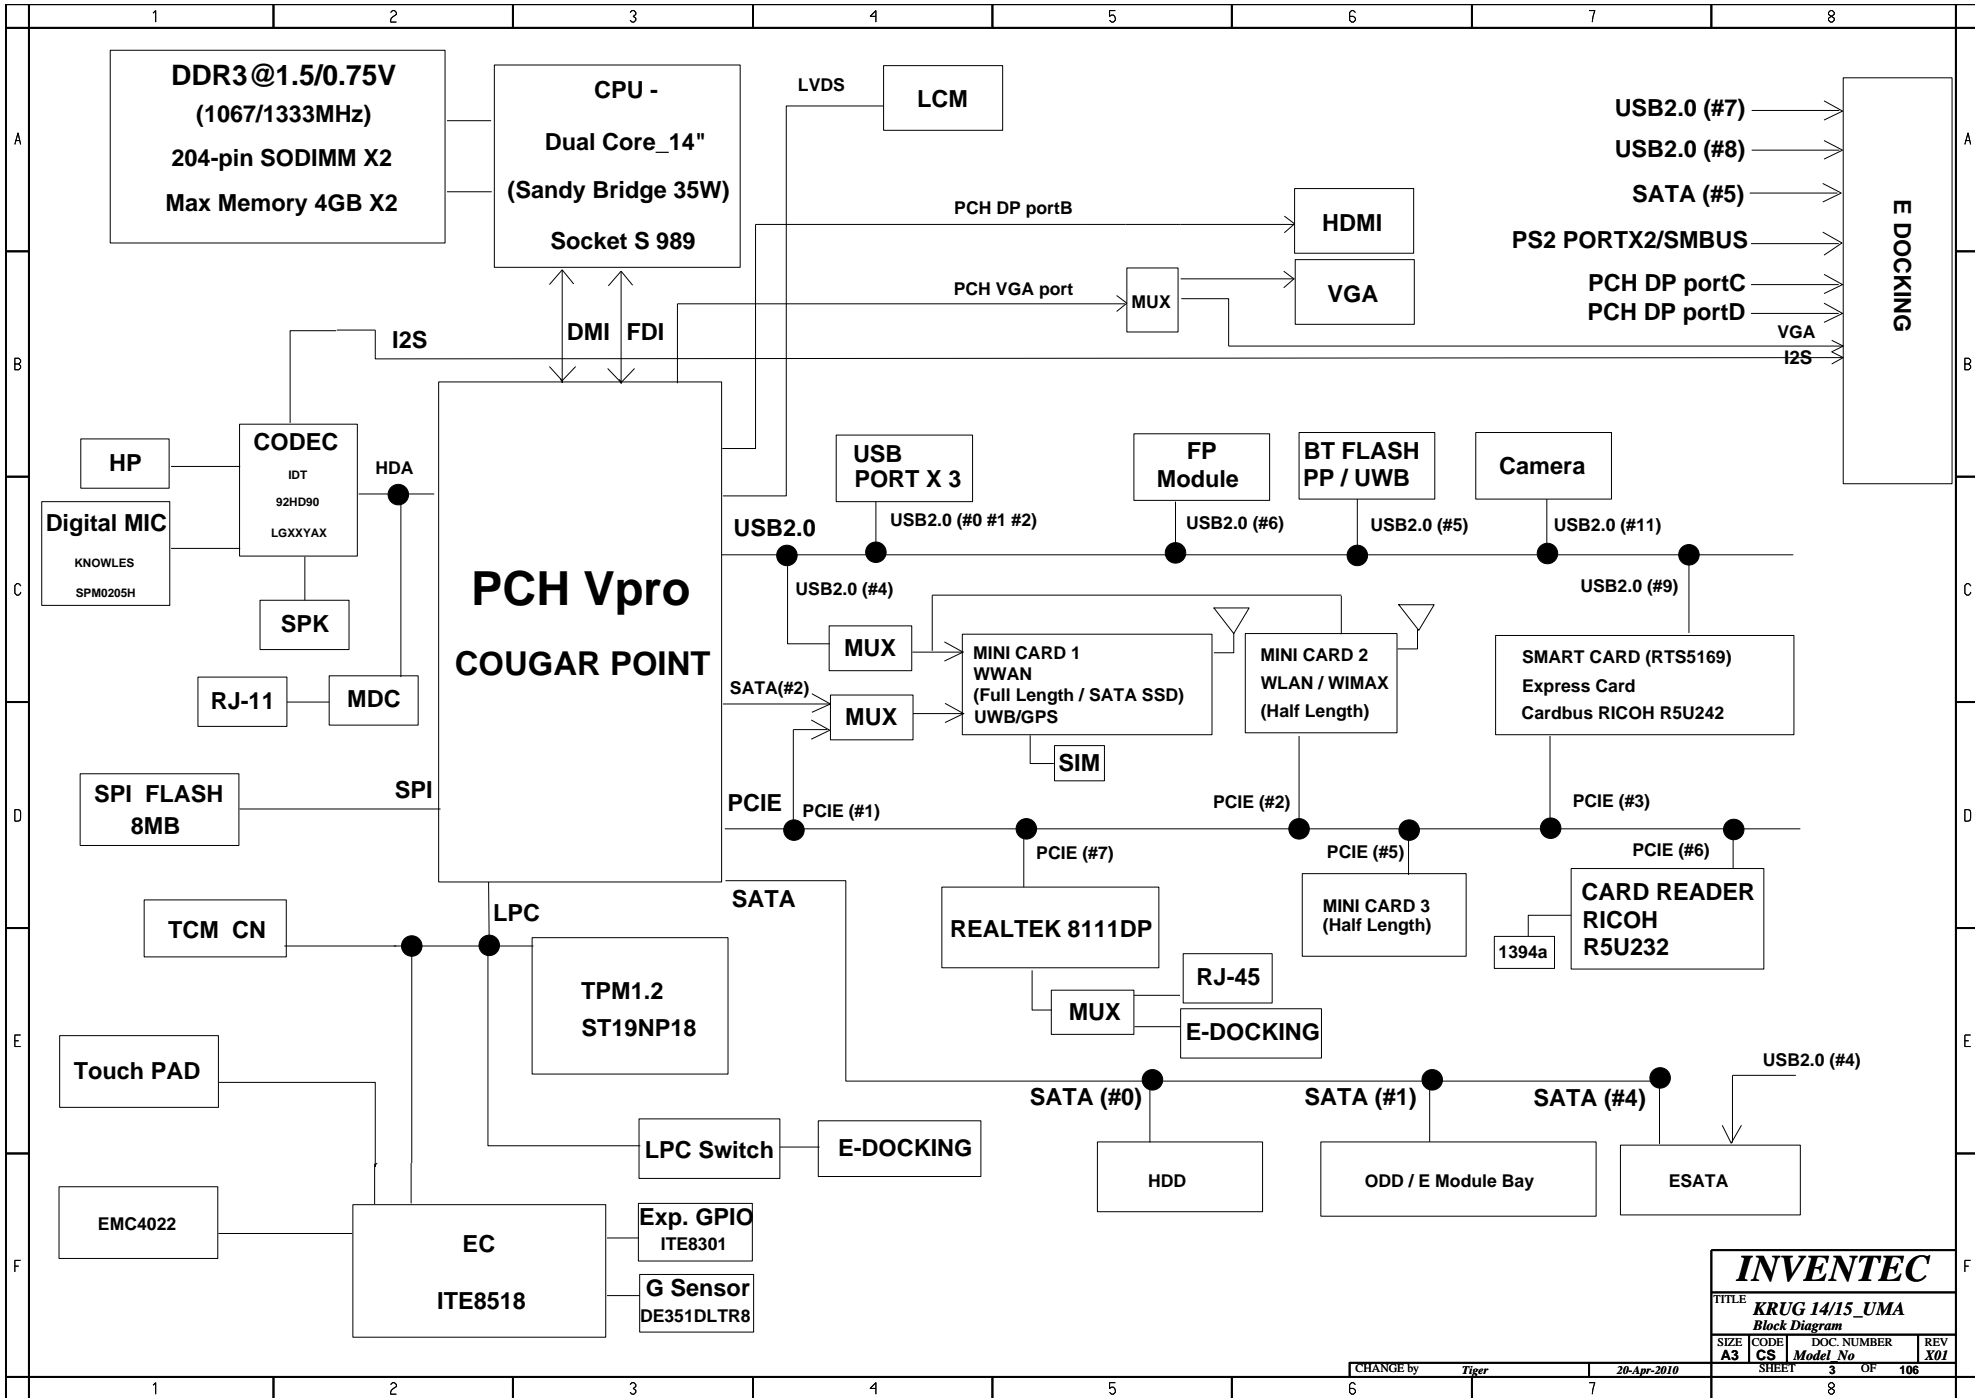 1 2 3 4 5 6 7 8
A
B
C
D
E
F
A
B
C
D
E
F
DDR3@1.5/0.75V
(1067/1333MHz)
204-pin SODIMM X2
Max Memory 4GB X2
CPU -
Dual Core_14"
(Sandy Bridge 35W)
Socket S 989
LVDS
LCM
PCH DP portB
HDMI
PCH VGA port
MUX
VGA
USB2.0 (#7)
USB2.0 (#8)
SATA (#5)
PS2 PORTX2/SMBUS
PCH DP portC
PCH DP portD
VGA
I2S
E DOCKING
DMI
FDI
I2S
HP
CODEC
IDT
92HD90
LGXXYAX
HDA
Digital MIC
KNOWLES
SPM0205H
SPK
RJ-11
MDC
PCH Vpro
COUGAR POINT
USB
PORT X 3
FP
Module
BT FLASH
PP / UWB
Camera
USB2.0
USB2.0 (#0 #1 #2)
USB2.0 (#6)
USB2.0 (#5)
USB2.0 (#11)
USB2.0 (#4)
USB2.0 (#9)
MUX
SATA(#2)
MUX
MINI CARD 1
WWAN
(Full Length / SATA SSD)
UWB/GPS
SIM
MINI CARD 2
WLAN / WIMAX
(Half Length)
SMART CARD (RTS5169)
Express Card
Cardbus RICOH R5U242
SPI FLASH
8MB
SPI
PCIE
PCIE (#1)
PCIE (#2)
PCIE (#3)
PCIE (#7)
PCIE (#5)
PCIE (#6)
SATA
REALTEK 8111DP
MINI CARD 3
(Half Length)
CARD READER
RICOH
R5U232
1394a
RJ-45
MUX
E-DOCKING
TCM CN
LPC
TPM1.2
ST19NP18
Touch PAD
USB2.0 (#4)
SATA (#0)
SATA (#1)
SATA (#4)
LPC Switch
E-DOCKING
HDD
ODD / E Module Bay
ESATA
EMC4022
EC
ITE8518
Exp. GPIO
ITE8301
G Sensor
DE351DLTR8
INVENTEC
TITLE
KRUG 14/15_UMA
Block Diagram
SIZE CODE DOC. NUMBER REV
A3 CS Model_No X01
CHANGE by Tiger 20-Apr-2010 SHEET 3 OF 106
1 2 3 4 5 6 7 8